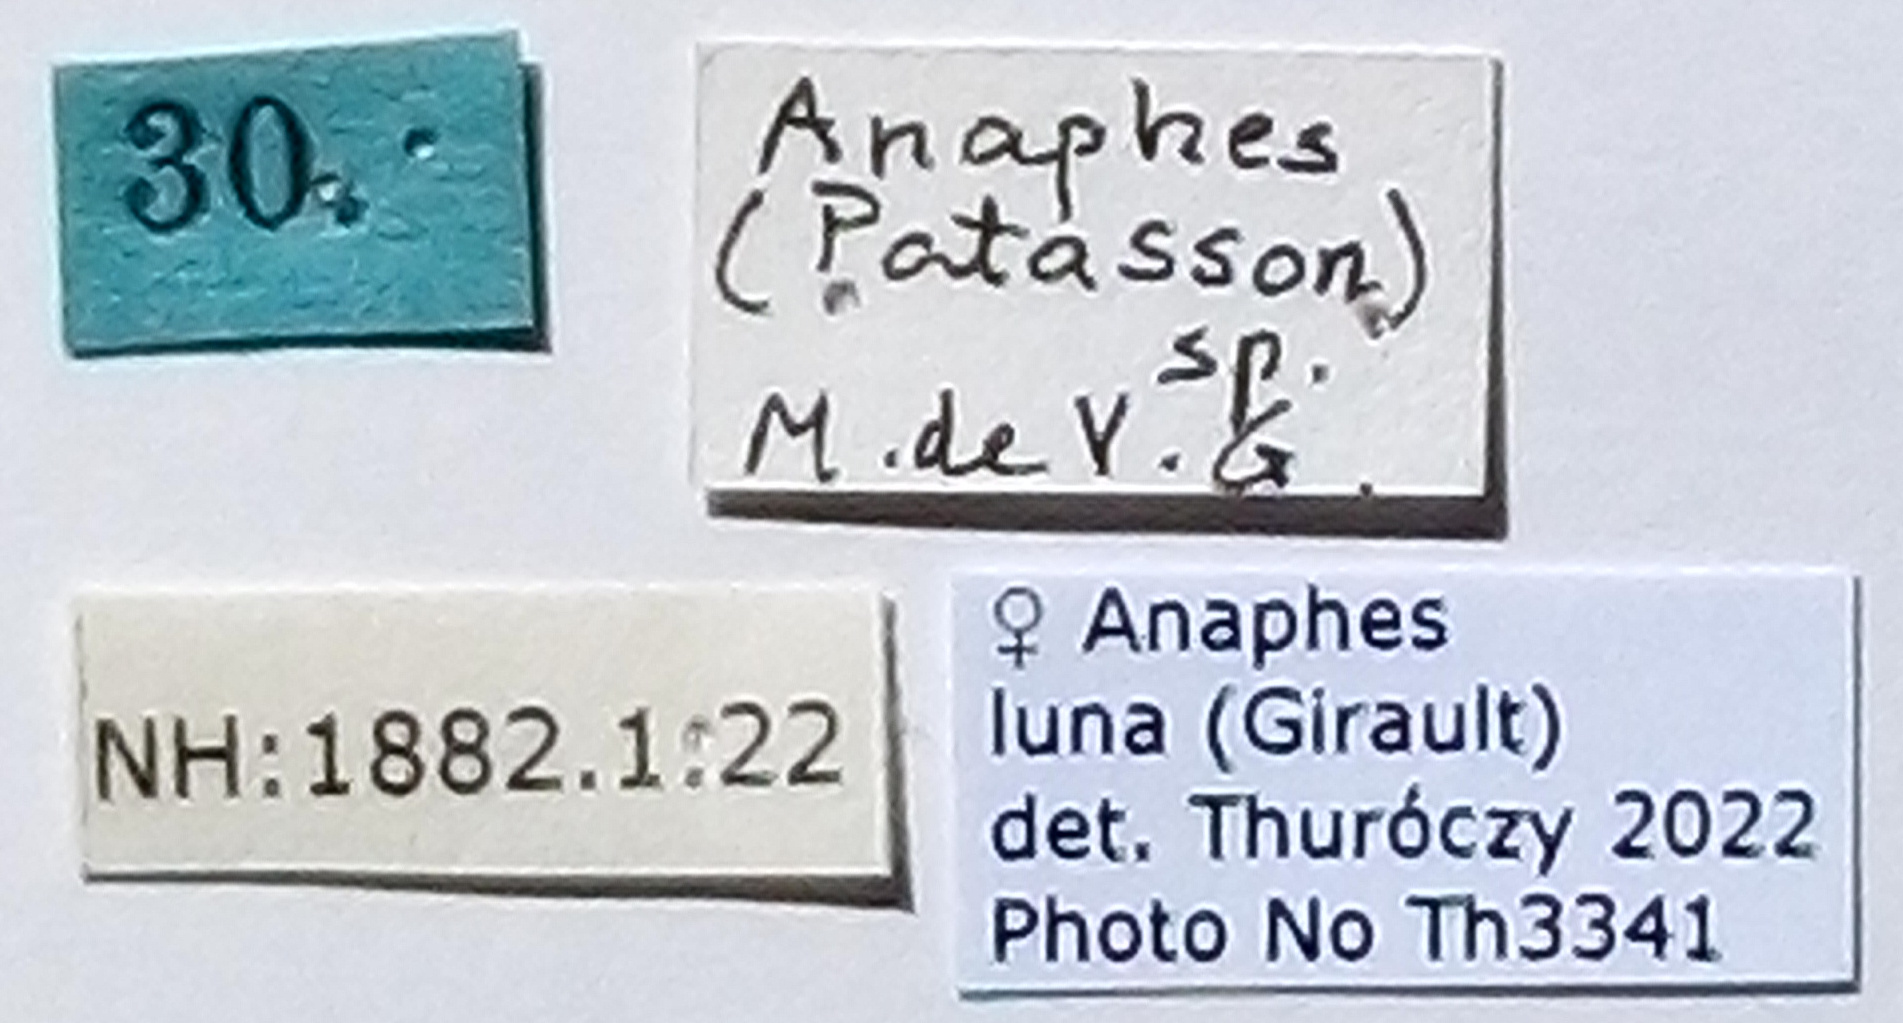 30.
Anaphes
(Patasson)
sp.
M. de V. G.
NH:1882.1:22
♀ Anaphes
luna (Girault)
det. Thuróczy 2022
Photo No Th3341